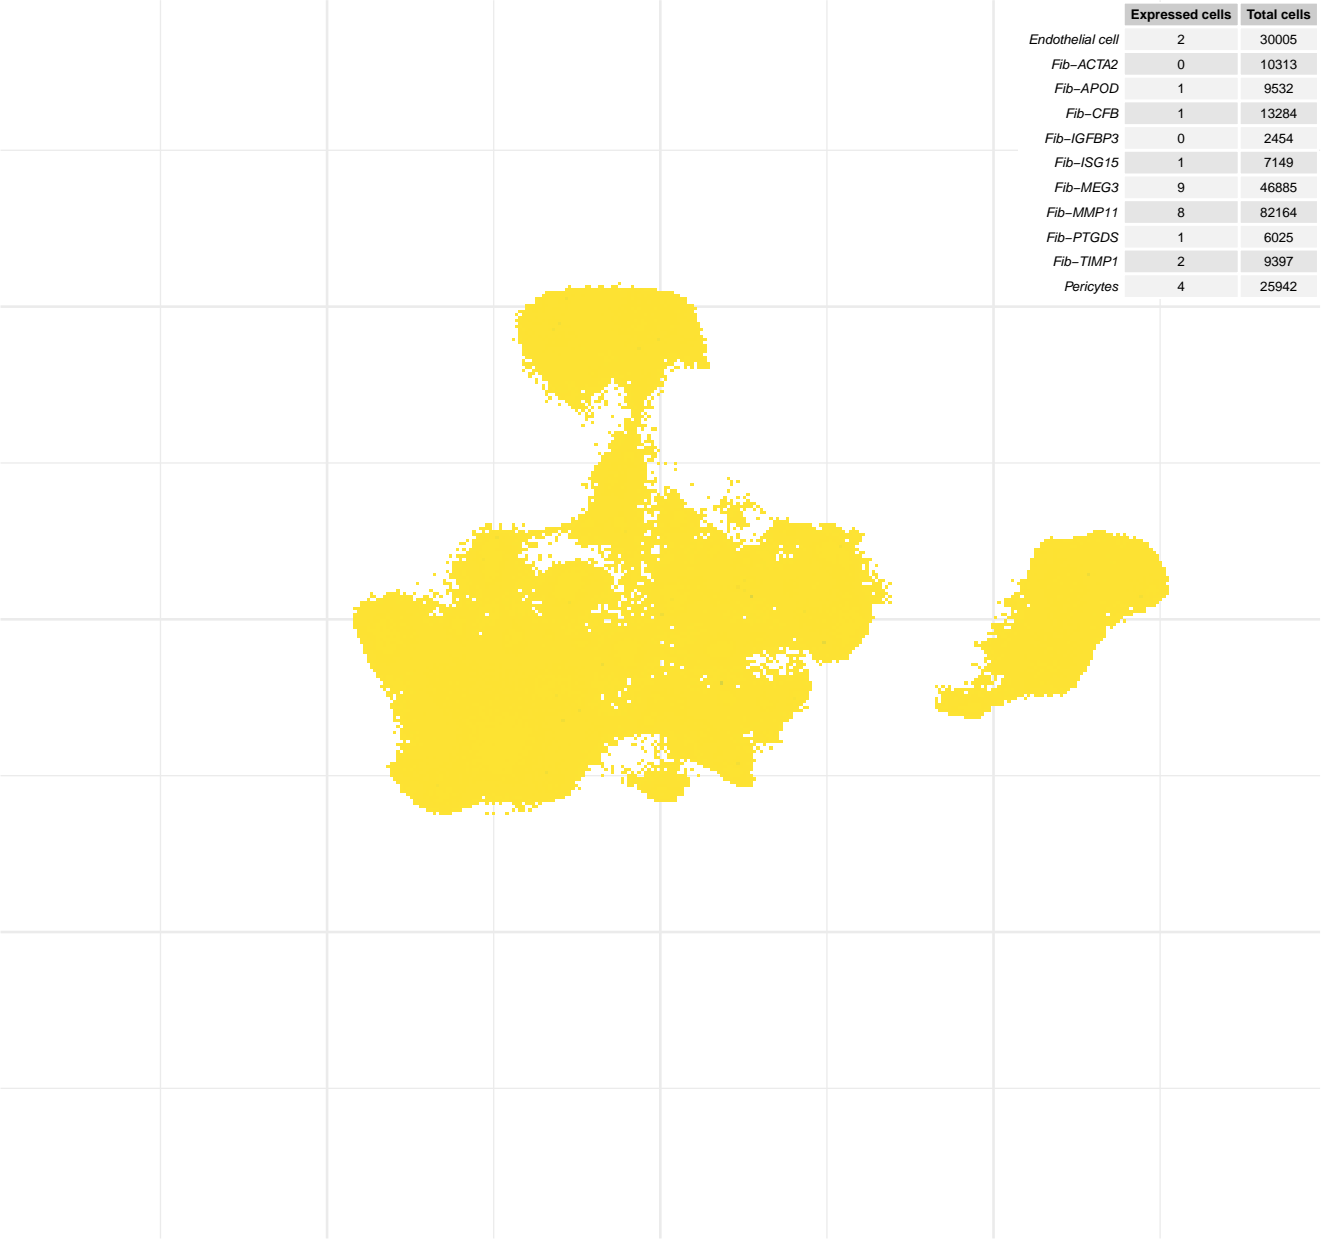 Expressed cells Total cells
Endothelial cell 2 30005
Fib−ACTA2 0 10313
Fib−APOD 1 9532
Fib−CFB 1 13284
Fib−IGFBP3 0 2454
Fib−ISG15 1 7149
Fib−MEG3 9 46885
Fib−MMP11 8 82164
Fib−PTGDS 1 6025
Fib−TIMP1 2 9397
Pericytes 4 25942